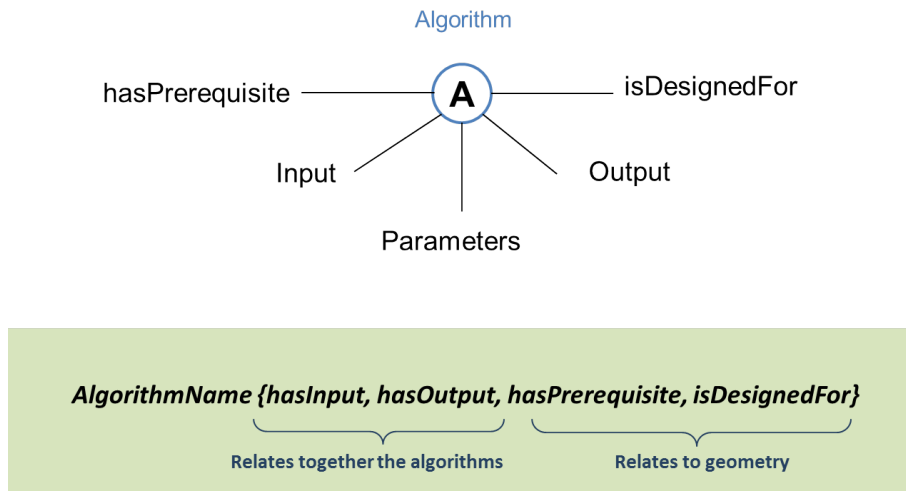 Algorithm
hasPrerequisite
A
isDesignedFor
Input
Output
Parameters
AlgorithmName {hasInput, hasOutput, hasPrerequisite, isDesignedFor}
Relates together the algorithms
Relates to geometry